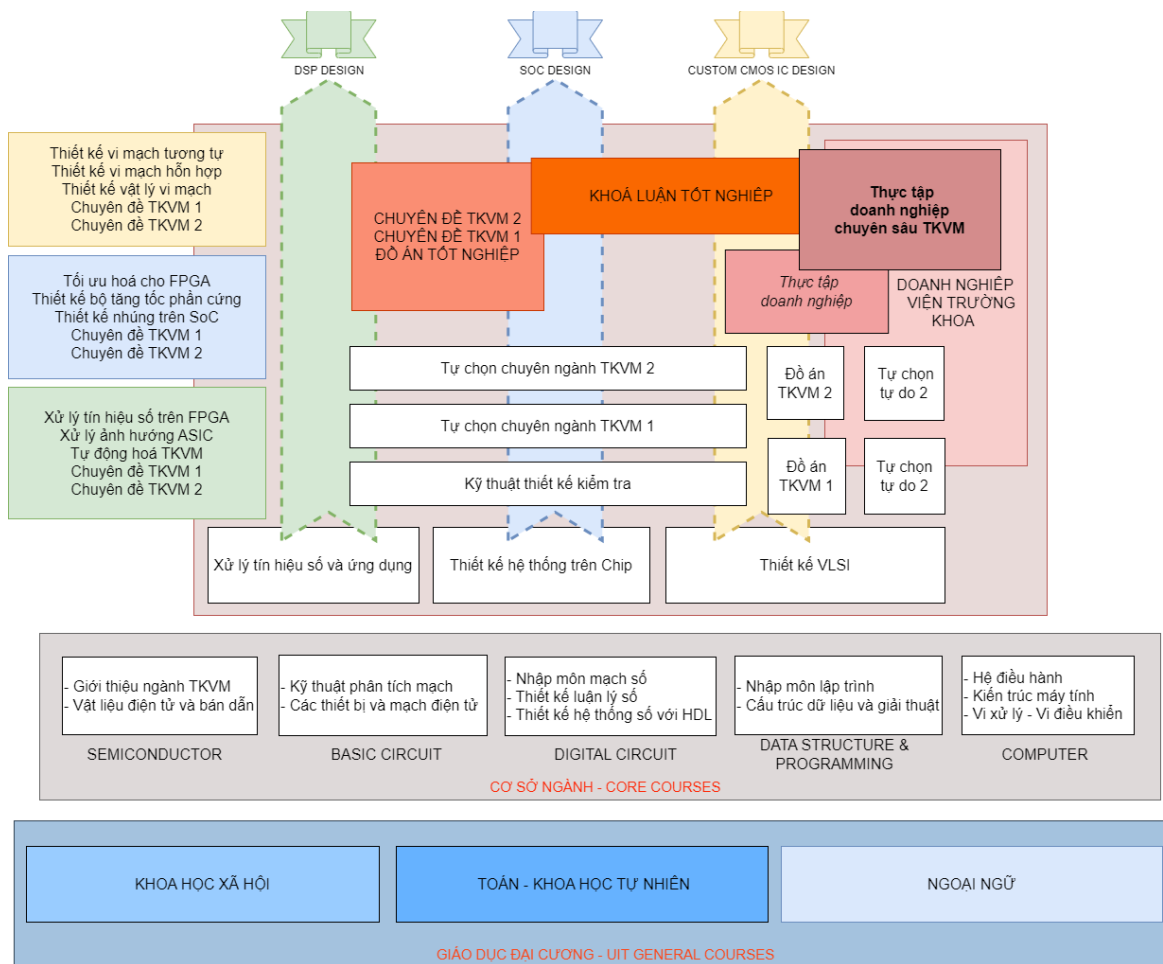 DSP DESIGN
SOC DESIGN
CUSTOM CMOS IC DESIGN
Thiết kế vi mạch tương tự
Thiết kế vi mạch hỗn hợp
Thiết kế vật lý vi mạch
Chuyên đề TKVM 1
Chuyên đề TKVM 2
Tối ưu hoá cho FPGA
Thiết kế bộ tăng tốc phần cứng
Thiết kế nhúng trên SoC
Chuyên đề TKVM 1
Chuyên đề TKVM 2
Xử lý tín hiệu số trên FPGA
Xử lý ảnh hướng ASIC
Tự động hoá TKVM
Chuyên đề TKVM 1
Chuyên đề TKVM 2
CHUYÊN ĐỀ TKVM 2
CHUYÊN ĐỀ TKVM 1
ĐỒ ÁN TỐT NGHIỆP
KHOÁ LUẬN TỐT NGHIỆP
Thực tập
doanh nghiệp
chuyên sâu TKVM
Thực tập
doanh nghiệp
DOANH NGHIỆP
VIỆN TRƯỜNG
KHOA
Tự chọn chuyên ngành TKVM 2
Đồ án
TKVM 2
Tự chọn
tự do 2
Tự chọn chuyên ngành TKVM 1
Kỹ thuật thiết kế kiểm tra
Đồ án
TKVM 1
Tự chọn
tự do 2
Xử lý tín hiệu số và ứng dụng
Thiết kế hệ thống trên Chip
Thiết kế VLSI
- Giới thiệu ngành TKVM
- Vật liệu điện tử và bán dẫn
SEMICONDUCTOR
- Kỹ thuật phân tích mạch
- Các thiết bị và mạch điện tử
BASIC CIRCUIT
- Nhập môn mạch số
- Thiết kế luận lý số
- Thiết kế hệ thống số với HDL
DIGITAL CIRCUIT
- Nhập môn lập trình
- Cấu trúc dữ liệu và giải thuật
DATA STRUCTURE &
PROGRAMMING
- Hệ điều hành
- Kiến trúc máy tính
- Vi xử lý - Vi điều khiển
COMPUTER
CƠ SỞ NGÀNH - CORE COURSES
KHOA HỌC XÃ HỘI
TOÁN - KHOA HỌC TỰ NHIÊN
NGOẠI NGỮ
GIÁO DỤC ĐẠI CƯƠNG - UIT GENERAL COURSES